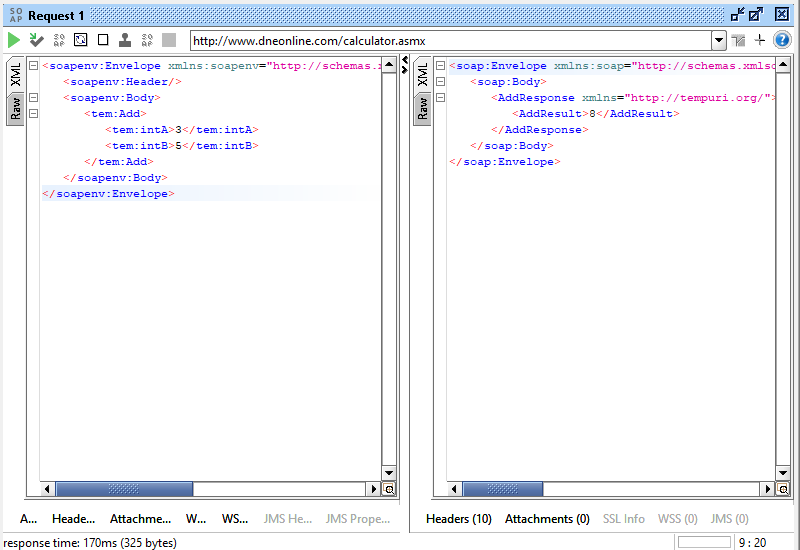 SO
AP
Request 1
http://www.dneonline.com/calculator.asmx
XML
Raw
<soapenv:Envelope xmlns:soapenv="http://schemas.x
<soapenv:Header/>
<soapenv:Body>
<tem:Add>
<tem:intA>3</tem:intA>
<tem:intB>5</tem:intB>
</tem:Add>
</soapenv:Body>
</soapenv:Envelope>
XML
Raw
<soap:Envelope xmlns:soap="http://schemas.xmlso
<soap:Body>
<AddResponse xmlns="http://tempuri.org/">
<AddResult>8</AddResult>
</AddResponse>
</soap:Body>
</soap:Envelope>
A... Heade... Attachme... W... WS... JMS He... JMS Prope...
Headers (10) Attachments (0) SSL Info WSS (0) JMS (0)
response time: 170ms (325 bytes)
9 : 20